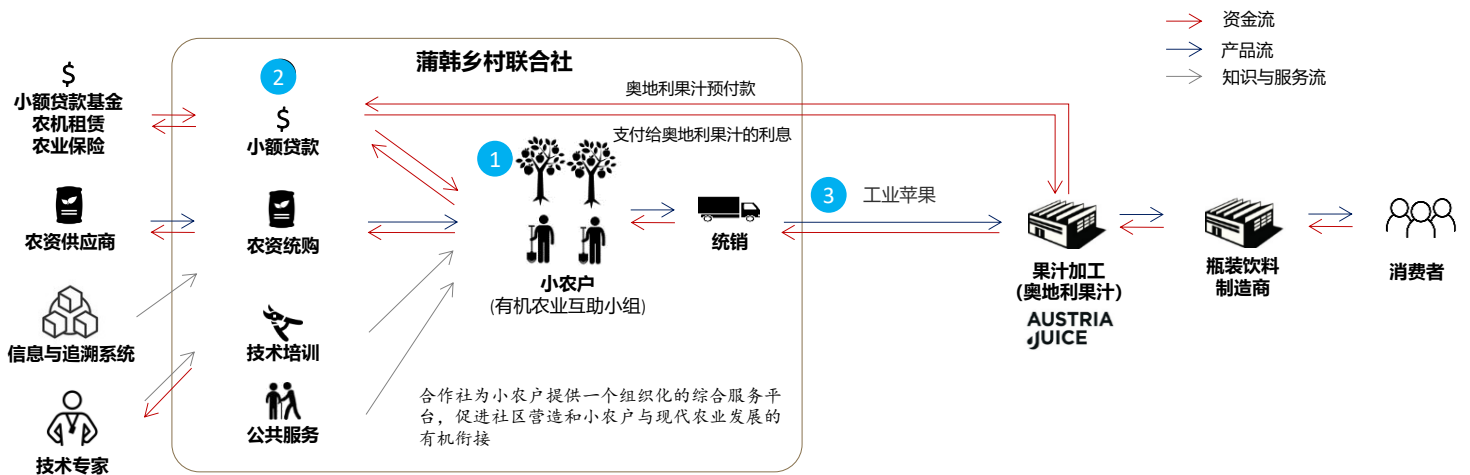 资金流
产品流
知识与服务流
蒲韩乡村联合社
$
小额贷款基金
农机租赁
农业保险
2
$
小额贷款
奥地利果汁预付款
支付给奥地利果汁的利息
1
3
工业苹果
农资供应商
农资统购
小农户
(有机农业互助小组)
统销
果汁加工
(奥地利果汁)
AUSTRIA
JUICE
瓶装饮料
制造商
消费者
信息与追溯系统
技术培训
技术专家
公共服务
合作社为小农户提供一个组织化的综合服务平
台，促进社区营造和小农户与现代农业发展的
有机衔接